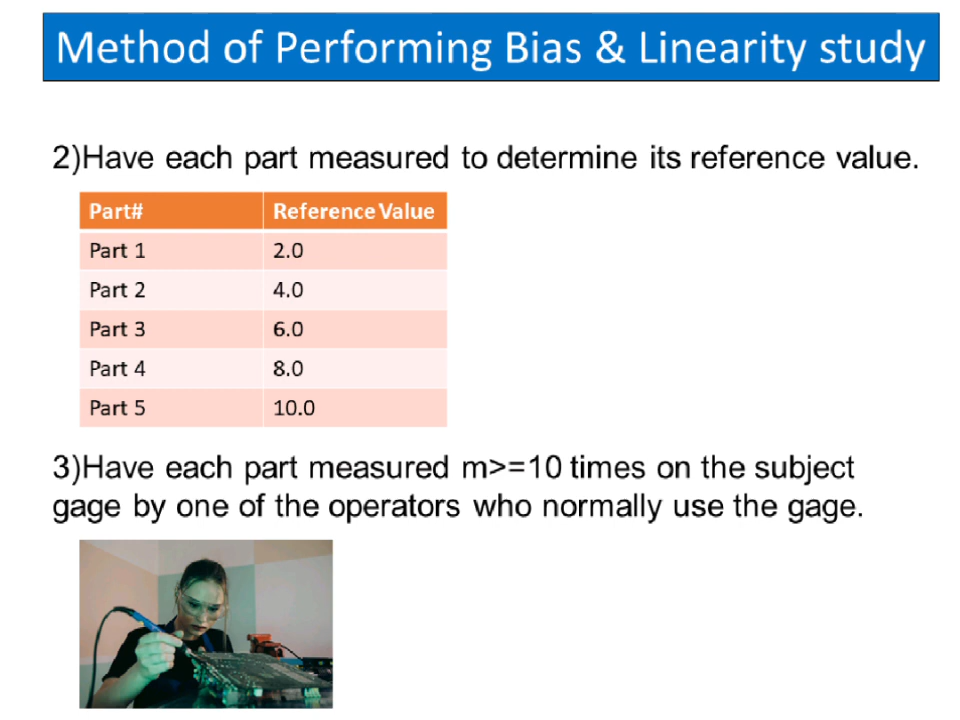 Method of Performing Bias & Linearity study
2)Have each part measured to determine its reference value.
Part# Reference Value
Part 1 2.0
Part 2 4.0
Part 3 6.0
Part 4 8.0
Part 5 10.0
3)Have each part measured m>=10 times on the subject
gage by one of the operators who normally use the gage.